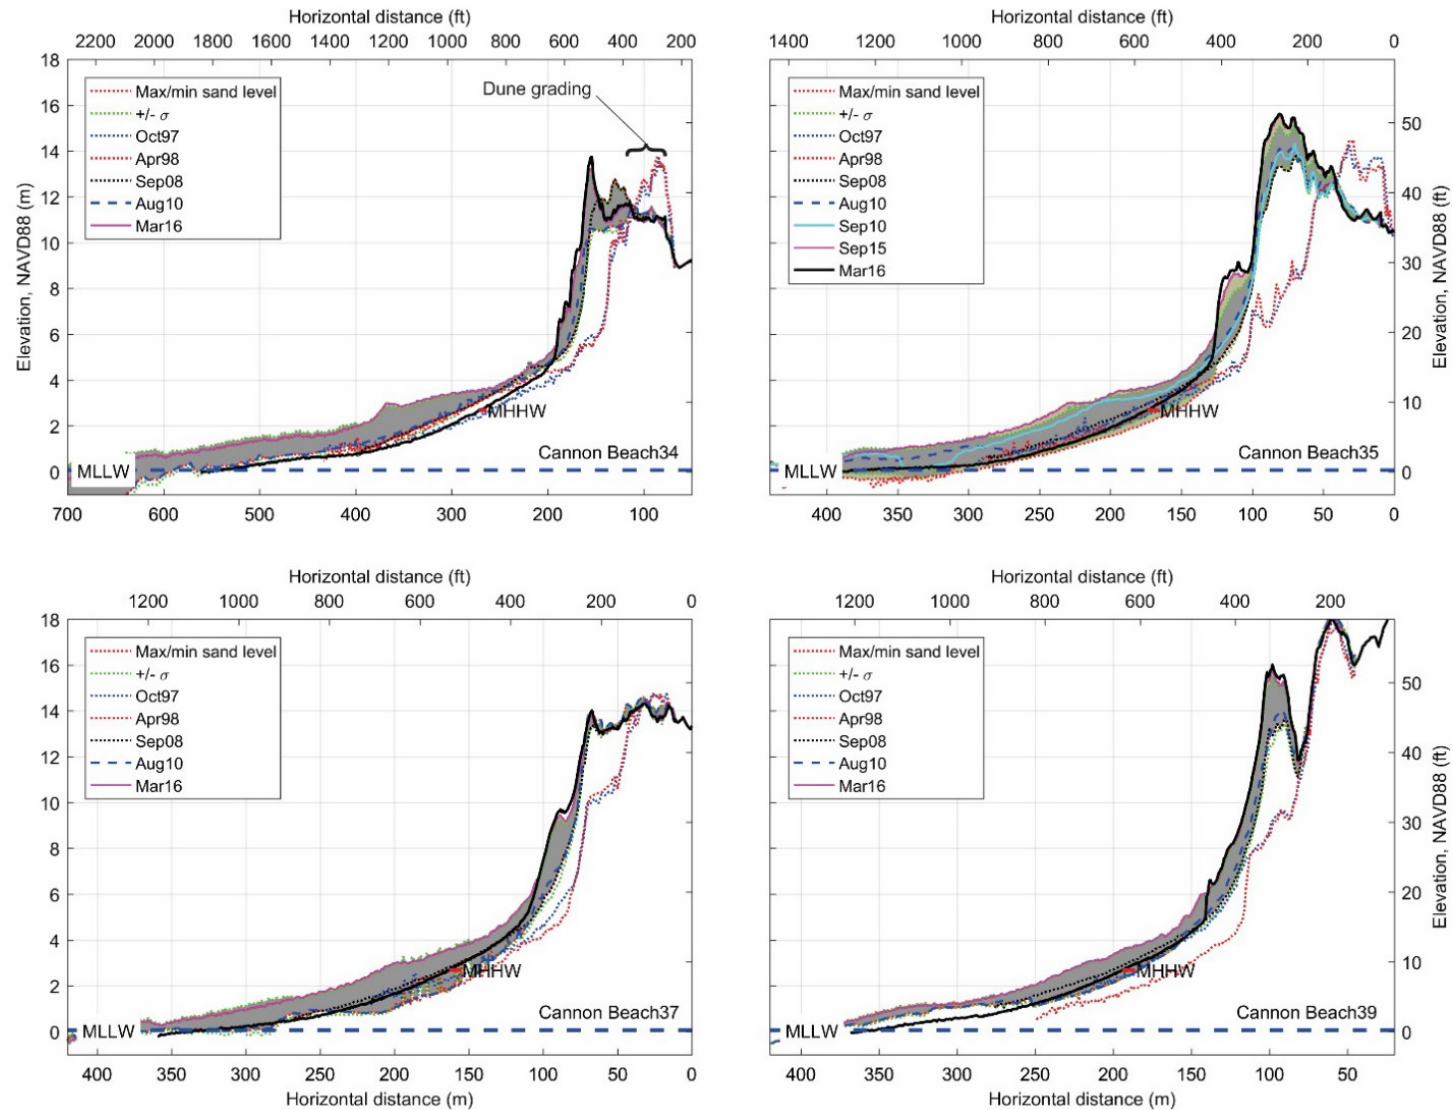 Horizontal distance (ft)
2200 2000 1800 1600 1400 1200 1000 800 600 400 200
18
16
14
12
10
8
6
4
2
0
Elevation, NAVD88 (m)
Max/min sand level
+/- σ
Oct97
Apr98
Sep08
Aug10
Mar16
Dune grading
MHHW
Cannon Beach34
MLLW
700 600 500 400 300 200 100
Horizontal distance (ft)
1400 1200 1000 800 600 400 200 0
Max/min sand level
+/- σ
Oct97
Apr98
Sep08
Aug10
Sep10
Sep15
Mar16
50
40
30
20
10
0
Elevation, NAVD88 (ft)
MHHW
Cannon Beach35
MLLW
400 350 300 250 200 150 100 50 0
Horizontal distance (ft)
1200 1000 800 600 400 200 0
18
16
14
12
10
8
6
4
2
0
Max/min sand level
+/- σ
Oct97
Apr98
Sep08
Aug10
Mar16
MHHW
Cannon Beach37
MLLW
400 350 300 250 200 150 100 50 0
Horizontal distance (m)
Horizontal distance (ft)
1200 1000 800 600 400 200
Max/min sand level
+/- σ
Oct97
Apr98
Sep08
Aug10
Mar16
50
40
30
20
10
0
Elevation, NAVD88 (ft)
MHHW
Cannon Beach39
MLLW
400 350 300 250 200 150 100 50
Horizontal distance (m)